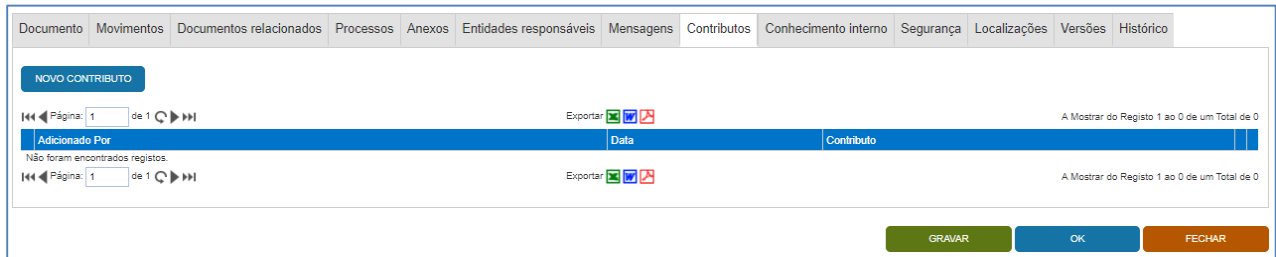 Documento Movimentos Documentos relacionados Processos Anexos Entidades responsáveis Mensagens Contributos Conhecimento interno Segurança Localizações Versões Histórico
NOVO CONTRIBUTO
Página: 1 de 1 Exportar A Mostrar do Registo 1 ao 0 de um Total de 0
Adicionado Por Data Contributo
Não foram encontrados registos.
Página: 1 de 1 Exportar A Mostrar do Registo 1 ao 0 de um Total de 0
GRAVAR OK FECHAR